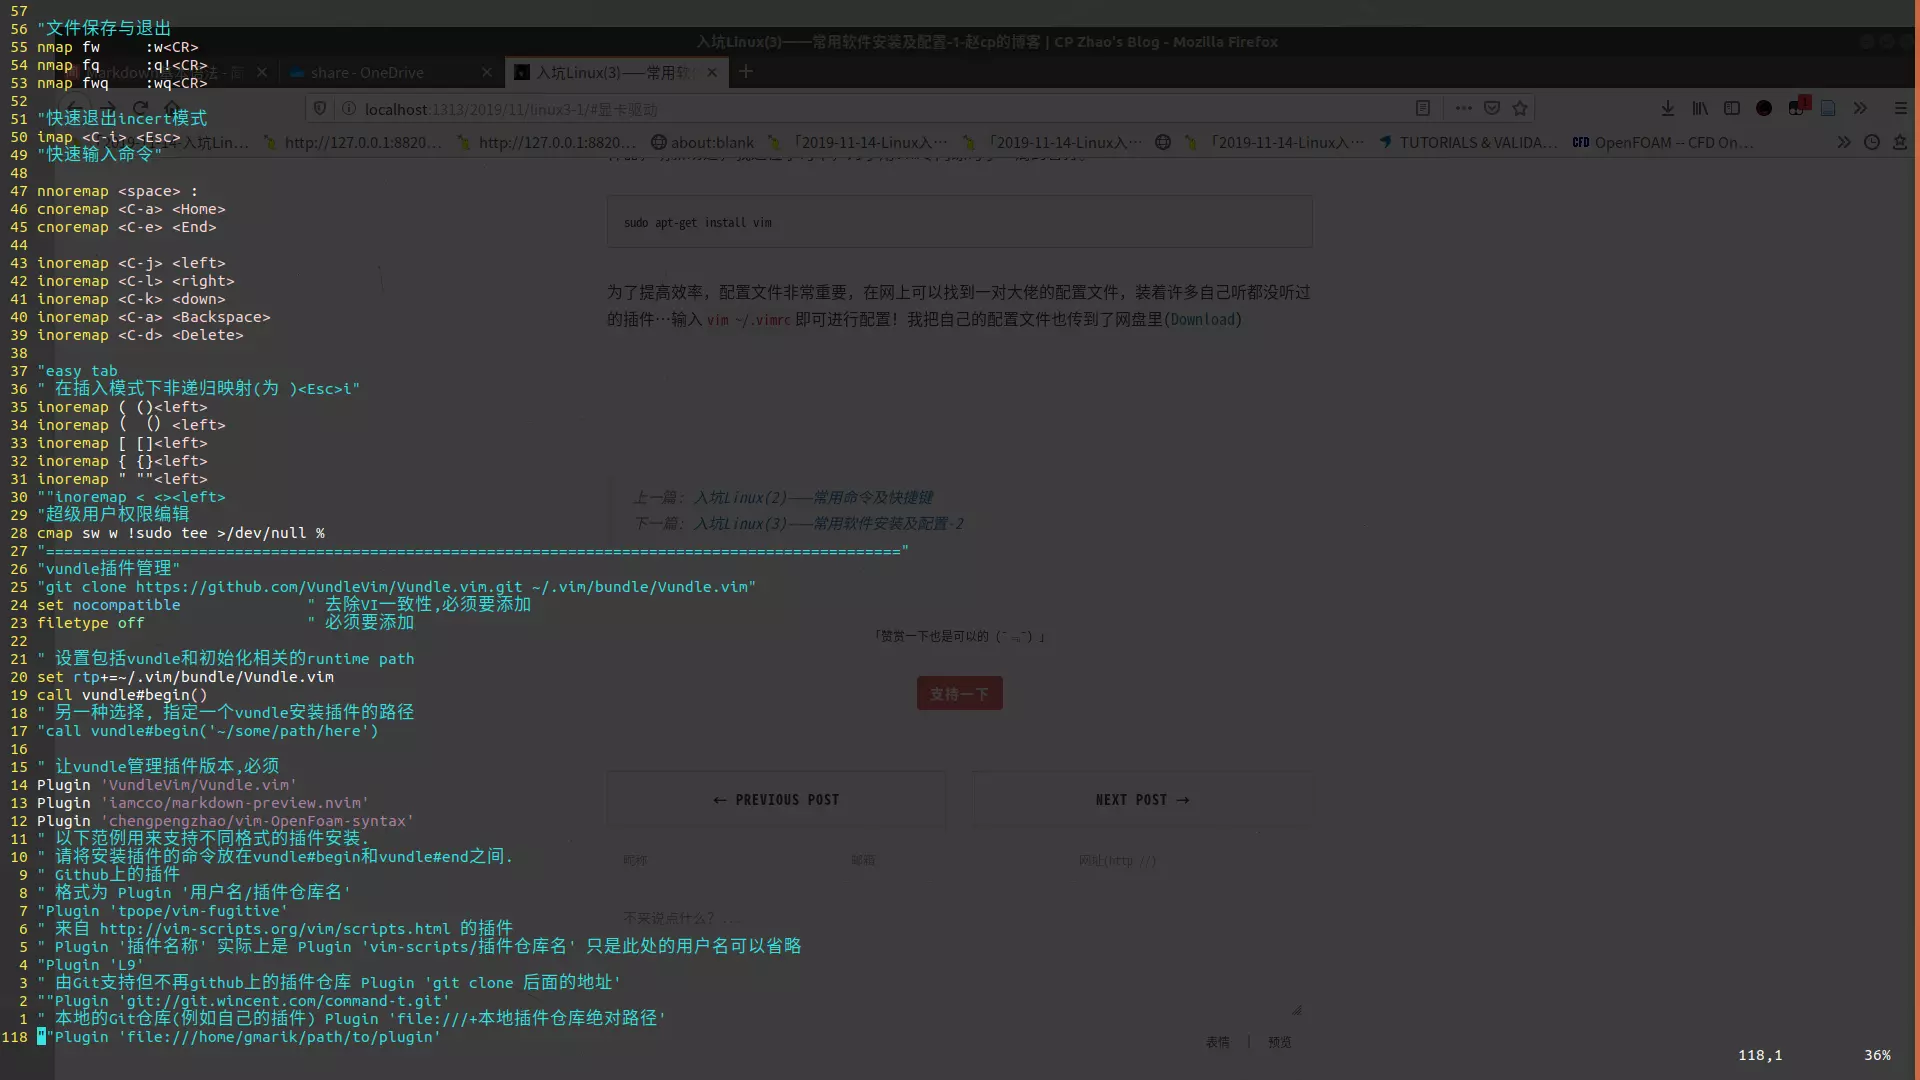 57
56 "文件保存与退出
55 nmap fw     :w<CR>
54 nmap fq     :q!<CR>
53 nmap fwq    :wq<CR>
52
51 "快速退出incert模式
50 imap <C-i> <Esc>
49 "快速输入命令"
48
47 nnoremap <space> :
46 cnoremap <C-a> <Home>
45 cnoremap <C-e> <End>
44
43 inoremap <C-j> <left>
42 inoremap <C-l> <right>
41 inoremap <C-k> <down>
40 inoremap <C-a> <Backspace>
39 inoremap <C-d> <Delete>
38
37 "easy tab
36 " 在插入模式下非递归映射(为 )<Esc>i"
35 inoremap ( ()<left>
34 inoremap （ （） <left>
33 inoremap [ []<left>
32 inoremap { {}<left>
31 inoremap " ""<left>
30 ""inoremap < <><left>
29 "超级用户权限编辑
28 cmap sw w !sudo tee >/dev/null %
27 "==============================================================================================="
26 "vundle插件管理"
25 "git clone https://github.com/VundleVim/Vundle.vim.git ~/.vim/bundle/Vundle.vim"
24 set nocompatible              " 去除VI一致性,必须要添加
23 filetype off                  " 必须要添加
22
21 " 设置包括vundle和初始化相关的runtime path
20 set rtp+=~/.vim/bundle/Vundle.vim
19 call vundle#begin()
18 " 另一种选择, 指定一个vundle安装插件的路径
17 "call vundle#begin('~/some/path/here')
16
15 " 让vundle管理插件版本,必须
14 Plugin 'VundleVim/Vundle.vim'
13 Plugin 'iamcco/markdown-preview.nvim'
12 Plugin 'chengpengzhao/vim-OpenFoam-syntax'
11 " 以下范例用来支持不同格式的插件安装.
10 " 请将安装插件的命令放在vundle#begin和vundle#end之间.
9 " Github上的插件
8 " 格式为 Plugin '用户名/插件仓库名'
7 "Plugin 'tpope/vim-fugitive'
6 " 来自 http://vim-scripts.org/vim/scripts.html 的插件
5 " Plugin '插件名称' 实际上是 Plugin 'vim-scripts/插件仓库名' 只是此处的用户名可以省略
4 "Plugin 'L9'
3 " 由Git支持但不再github上的插件仓库 Plugin 'git clone 后面的地址'
2 ""Plugin 'git://git.wincent.com/command-t.git'
1 " 本地的Git仓库(例如自己的插件) Plugin 'file:///+本地插件仓库绝对路径'
118 ""Plugin 'file:///home/gmarik/path/to/plugin'
118,1 36%
入坑Linux(3)——常用软件安装及配置-1-赵cp的博客 | CP Zhao's Blog - Mozilla Firefox
share - OneDrive
入坑Linux(3)——常用软
localhost:1313/2019/11/linux3-1/#显卡驱动
2019-11-14-入坑Lin…
http://127.0.0.1:8820…
http://127.0.0.1:8820…
about:blank
「2019-11-14-Linux入…
「2019-11-14-Linux入…
「2019-11-14-Linux入…
TUTORIALS & VALIDA…
CFD OpenFOAM -- CFD On…
sudo apt-get install vim
为了提高效率，配置文件非常重要，在网上可以找到一对大佬的配置文件，装着许多自己听都没听过
的插件…输入 vim ~/.vimrc 即可进行配置！我把自己的配置文件也传到了网盘里(Download)
上一篇: 入坑Linux(2)——常用命令及快捷键
下一篇: 入坑Linux(3)——常用软件安装及配置-2
支持一下
← PREVIOUS POST
NEXT POST →
昵称
邮箱
网址(http://)
不来说点什么？...
表情 | 预览